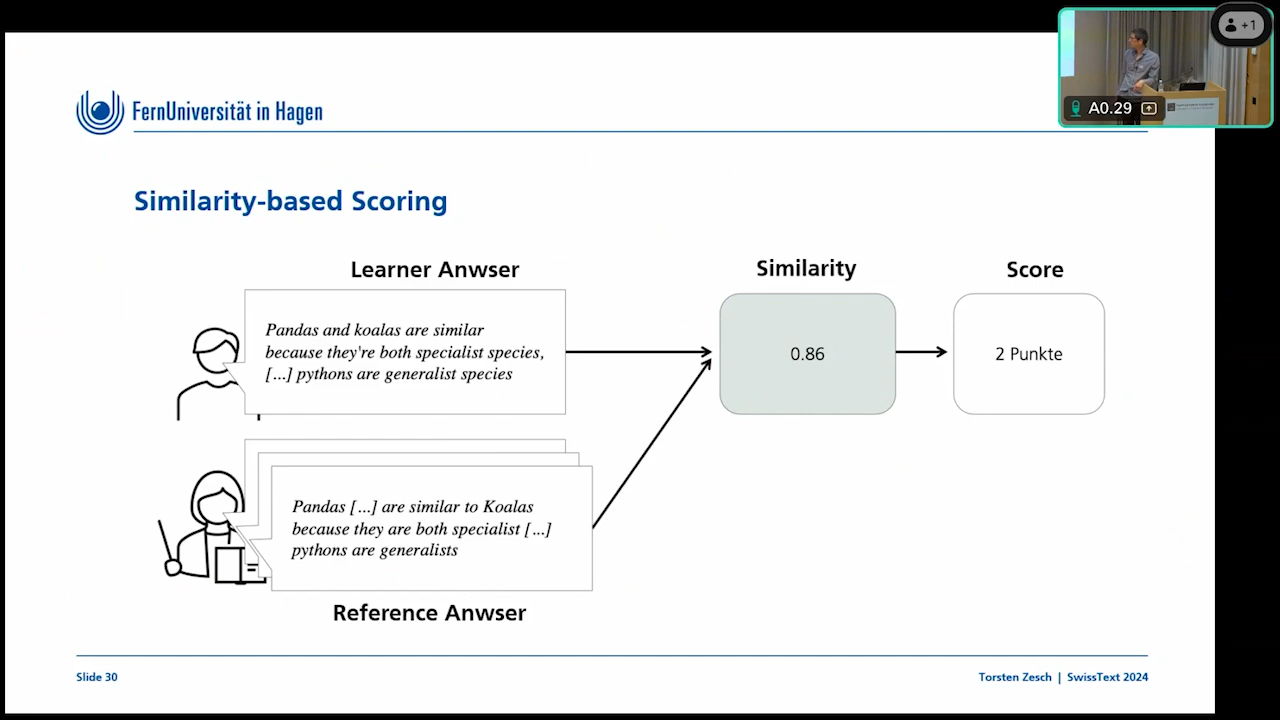 +1
A0.29
FernUniversität in Hagen
Similarity-based Scoring
Learner Anwser
Similarity
Score
Pandas and koalas are similar
because they're both specialist species,
[...] pythons are generalist species
0.86
2 Punkte
Pandas [...] are similar to Koalas
because they are both specialist [...]
pythons are generalists
Reference Anwser
Slide 30
Torsten Zesch | SwissText 2024